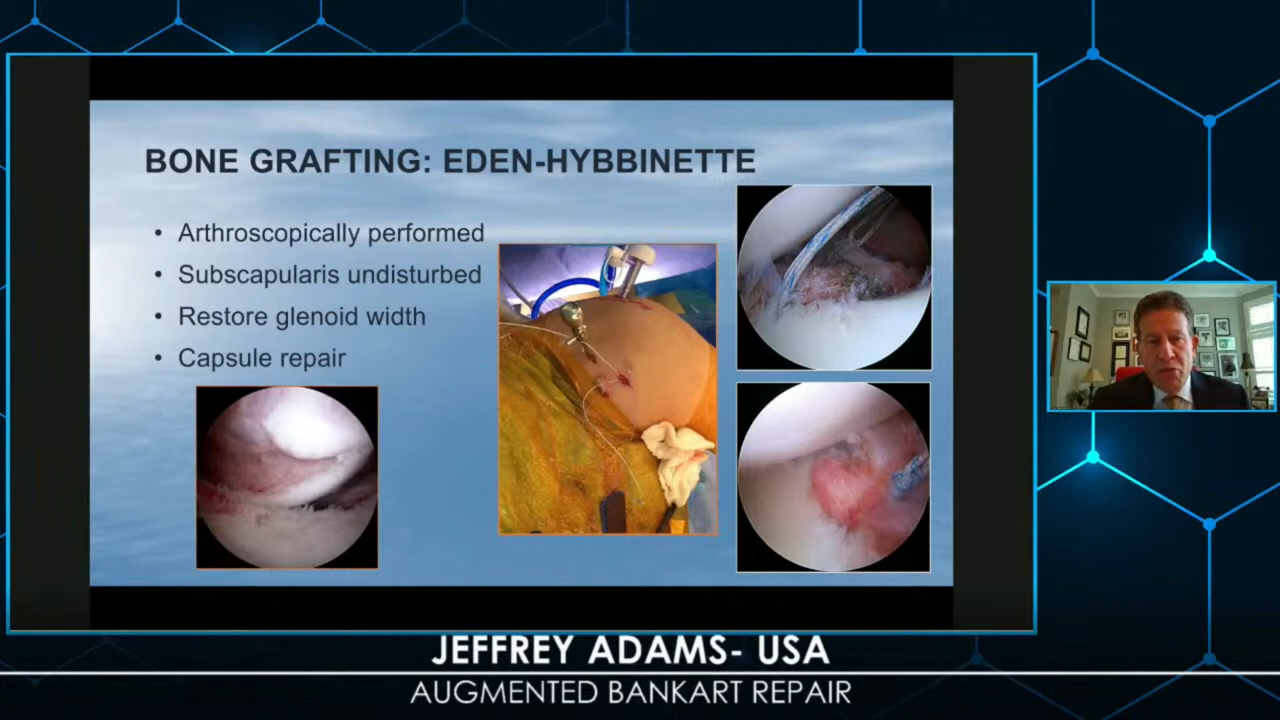 BONE GRAFTING: EDEN-HYBBINETTE
• Arthroscopically performed
• Subscapularis undisturbed
• Restore glenoid width
• Capsule repair
JEFFREY ADAMS- USA
AUGMENTED BANKART REPAIR